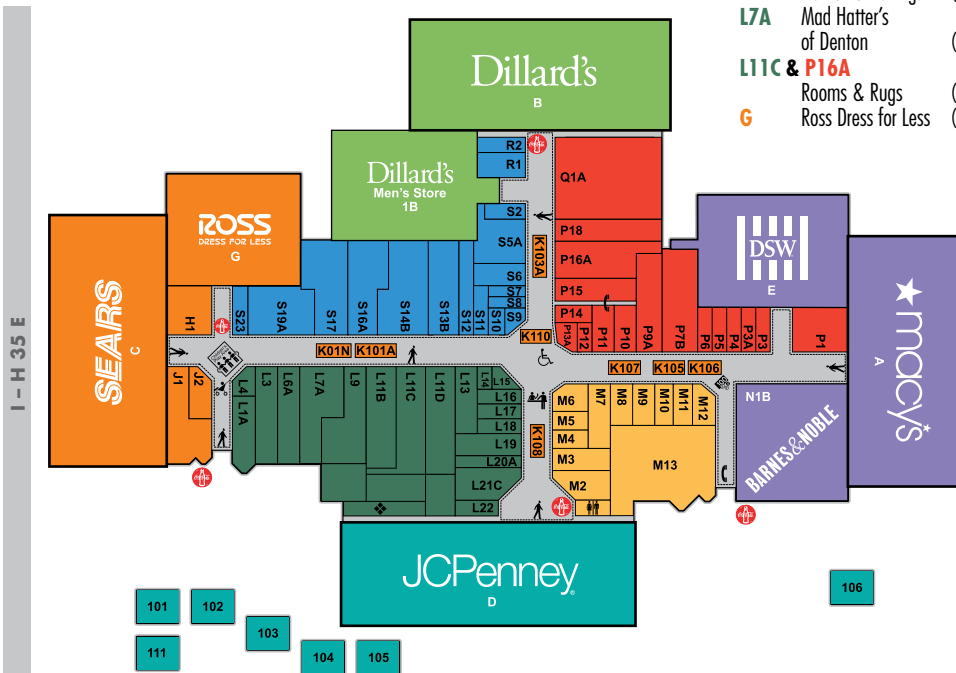 L7A Mad Hatter's
of Denton (
L11C & P16A
Rooms & Rugs (
G Ross Dress for Less (
Dillard's
B
Dillard's
Men's Store
1B
R2
R1
Q1A
ROSS
DRESS FOR LESS
G
S2
S5A
K103A
P18
P16A
DSW
E
SEARS
C
macy's
A
I – H 35 E
S6
S7
S8
S9
P15
P14
H1
S23
S19A
S17
S16A
S14B
S13B
S12
S11
S10
P13A
P12
P11
P10
P9A
P7B
P6
P5
P4
P3A
P3
P1
K110
K01N
K101A
K107
K105
K106
J1
J2
L4
L1A
L3
L6A
L7A
L9
L11B
L11C
L11D
L13
L14
L15
L16
L17
L18
L19
L20A
L21C
L22
K108
M6
M5
M4
M3
M2
M7
M8
M9
M10
M11
M12
M13
N1B
BARNES&NOBLE
JCPenney
D
101
102
103
111
104
105
106